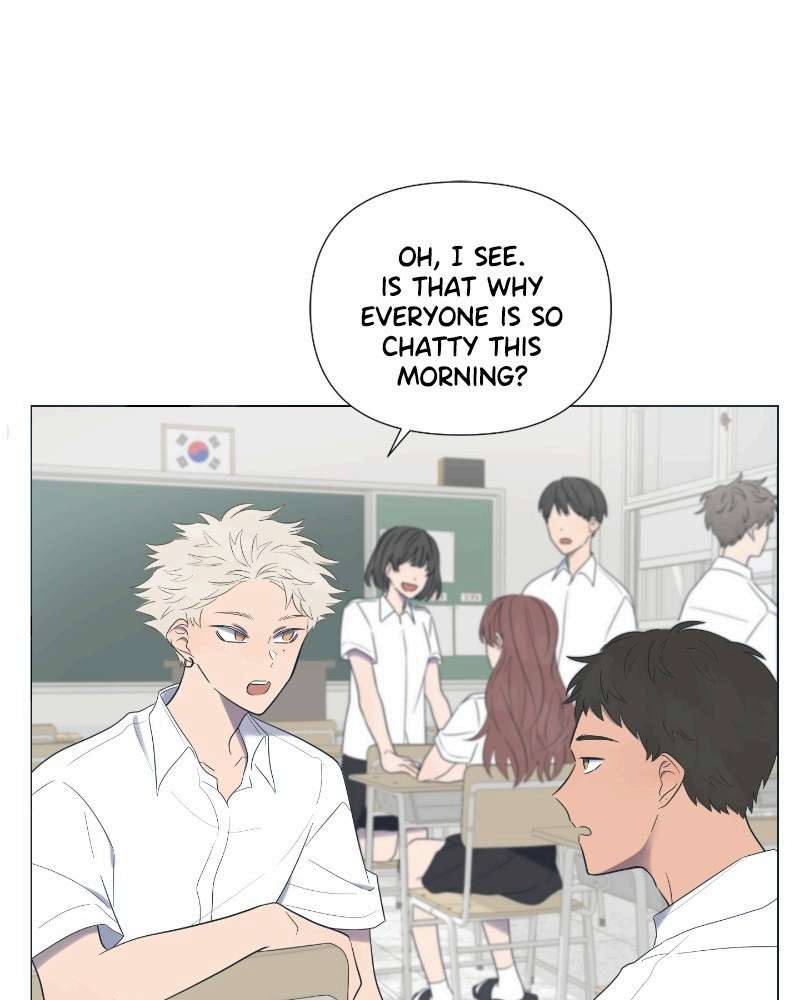 OH, I SEE.
IS THAT WHY
EVERYONE IS SO
CHATTY THIS
MORNING?